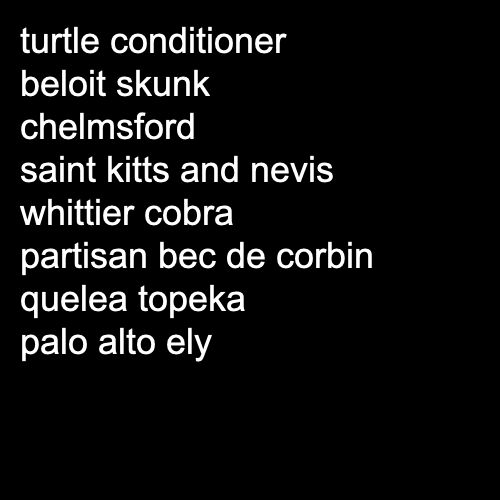 turtle conditioner
beloit skunk
chelmsford
saint kitts and nevis
whittier cobra
partisan bec de corbin
quelea topeka
palo alto ely